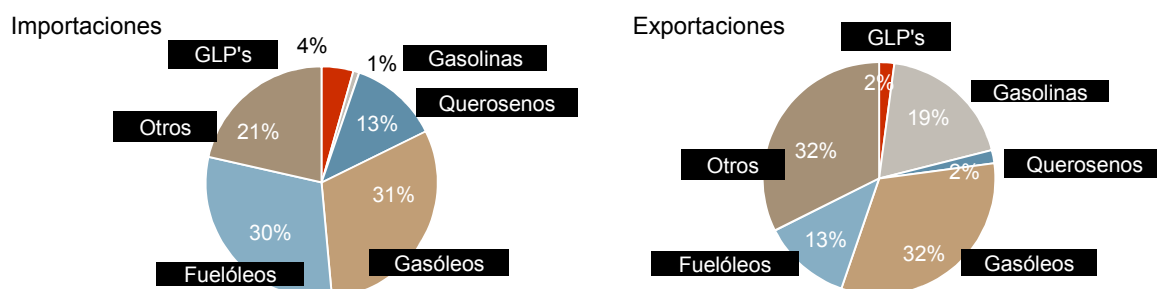 Importaciones
GLP's
4%
1%
Gasolinas
Querosenos
13%
Otros
21%
31%
30%
Gasóleos
Fuelóleos
Exportaciones
GLP's
2%
Gasolinas
19%
Querosenos
2%
Otros
32%
13%
32%
Fuelóleos
Gasóleos